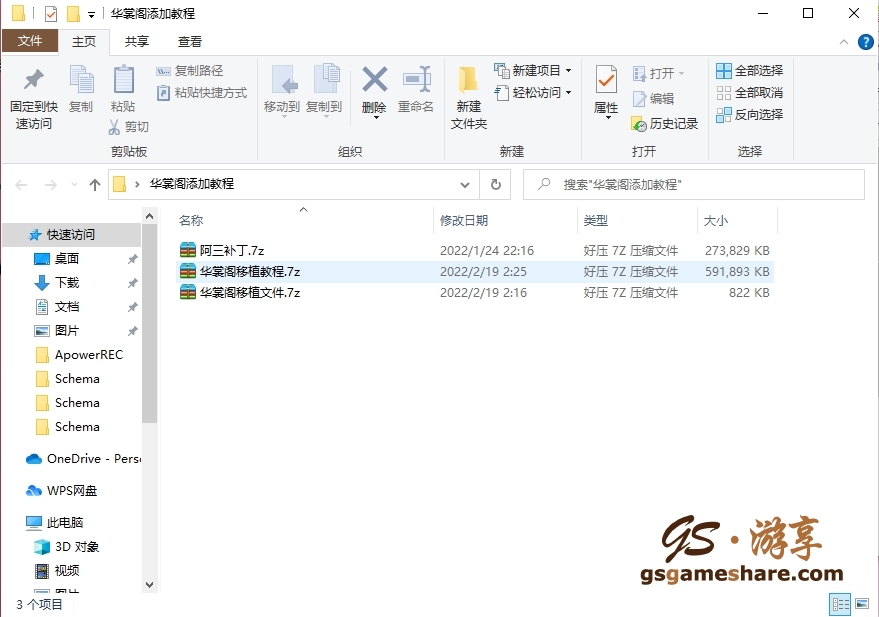 华裳阁添加教程
文件 主页 共享 查看
固定到快速访问
复制
粘贴
复制路径
粘贴快捷方式
剪切
剪贴板
移动到
复制到
删除
重命名
组织
新建文件夹
新建项目
轻松访问
新建
属性
打开
编辑
历史记录
打开
全部选择
全部取消
反向选择
选择
华裳阁添加教程
搜索"华裳阁添加教程"
名称 修改日期 类型 大小
阿三补丁.7z 2022/1/24 22:16 好压 7Z 压缩文件 273,829 KB
华裳阁移植教程.7z 2022/2/19 2:25 好压 7Z 压缩文件 591,893 KB
华裳阁移植文件.7z 2022/2/19 2:16 好压 7Z 压缩文件 822 KB
快速访问
桌面
下载
文档
图片
ApowerREC
Schema
Schema
Schema
OneDrive - Pers
WPS网盘
此电脑
3D 对象
视频
图片
3 个项目
GS·游享
gsgameshare.com